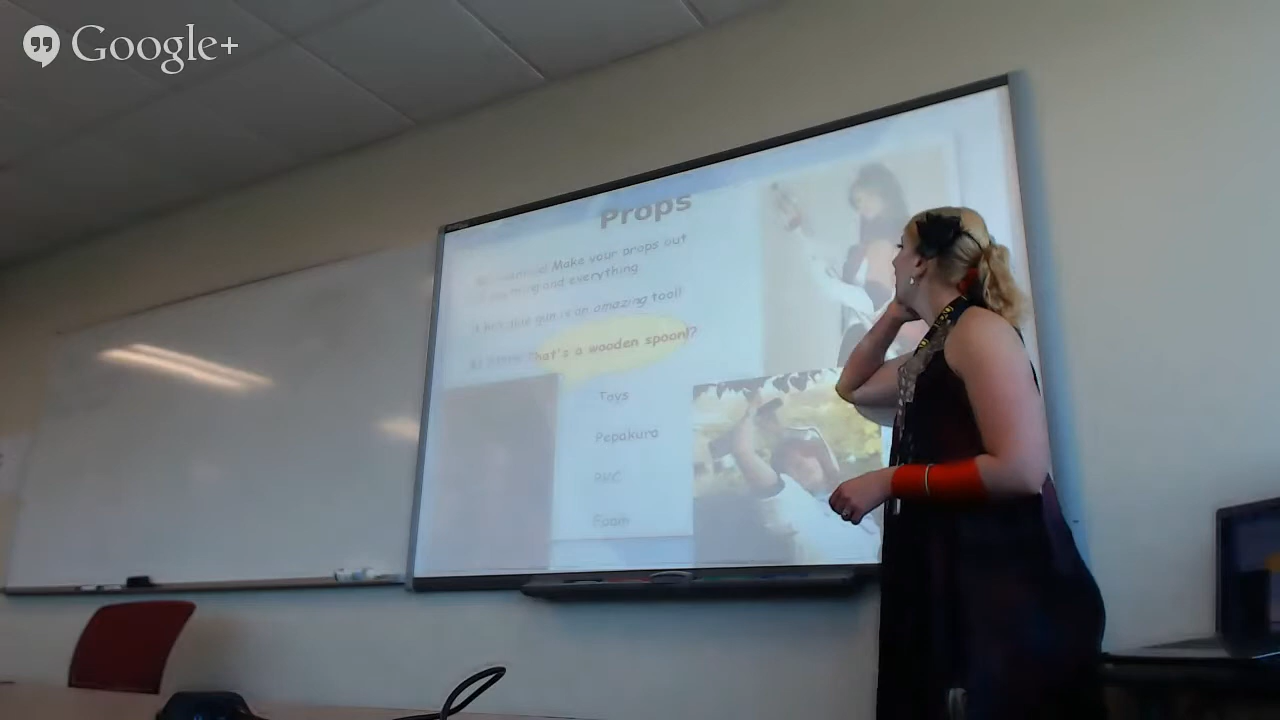 Google+
Props
Make your props out
anything and everything.
A hot glue gun is an amazing tool!
That's a wooden spoon!?
Toys
Pepakura
PVC
Foam